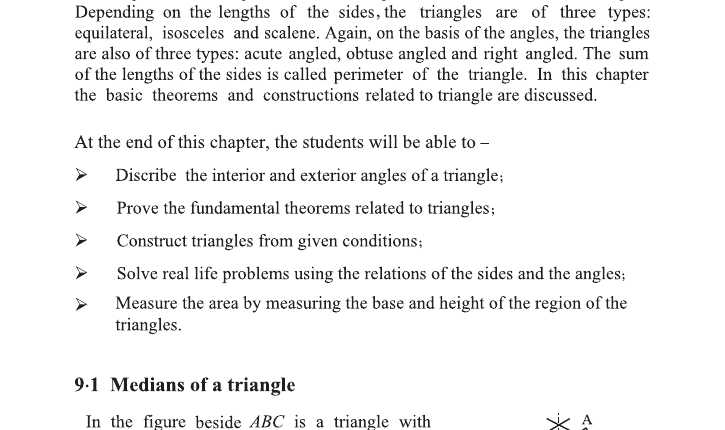 Depending on the lengths of the sides, the triangles are of three types:
equilateral, isosceles and scalene. Again, on the basis of the angles, the triangles
are also of three types: acute angled, obtuse angled and right angled. The sum
of the lengths of the sides is called perimeter of the triangle. In this chapter
the basic theorems and constructions related to triangle are discussed.
At the end of this chapter, the students will be able to –
➢ Discribe the interior and exterior angles of a triangle;
➢ Prove the fundamental theorems related to triangles;
➢ Construct triangles from given conditions;
➢ Solve real life problems using the relations of the sides and the angles;
➢ Measure the area by measuring the base and height of the region of the
triangles.
9·1 Medians of a triangle
In the figure beside ABC is a triangle with
A